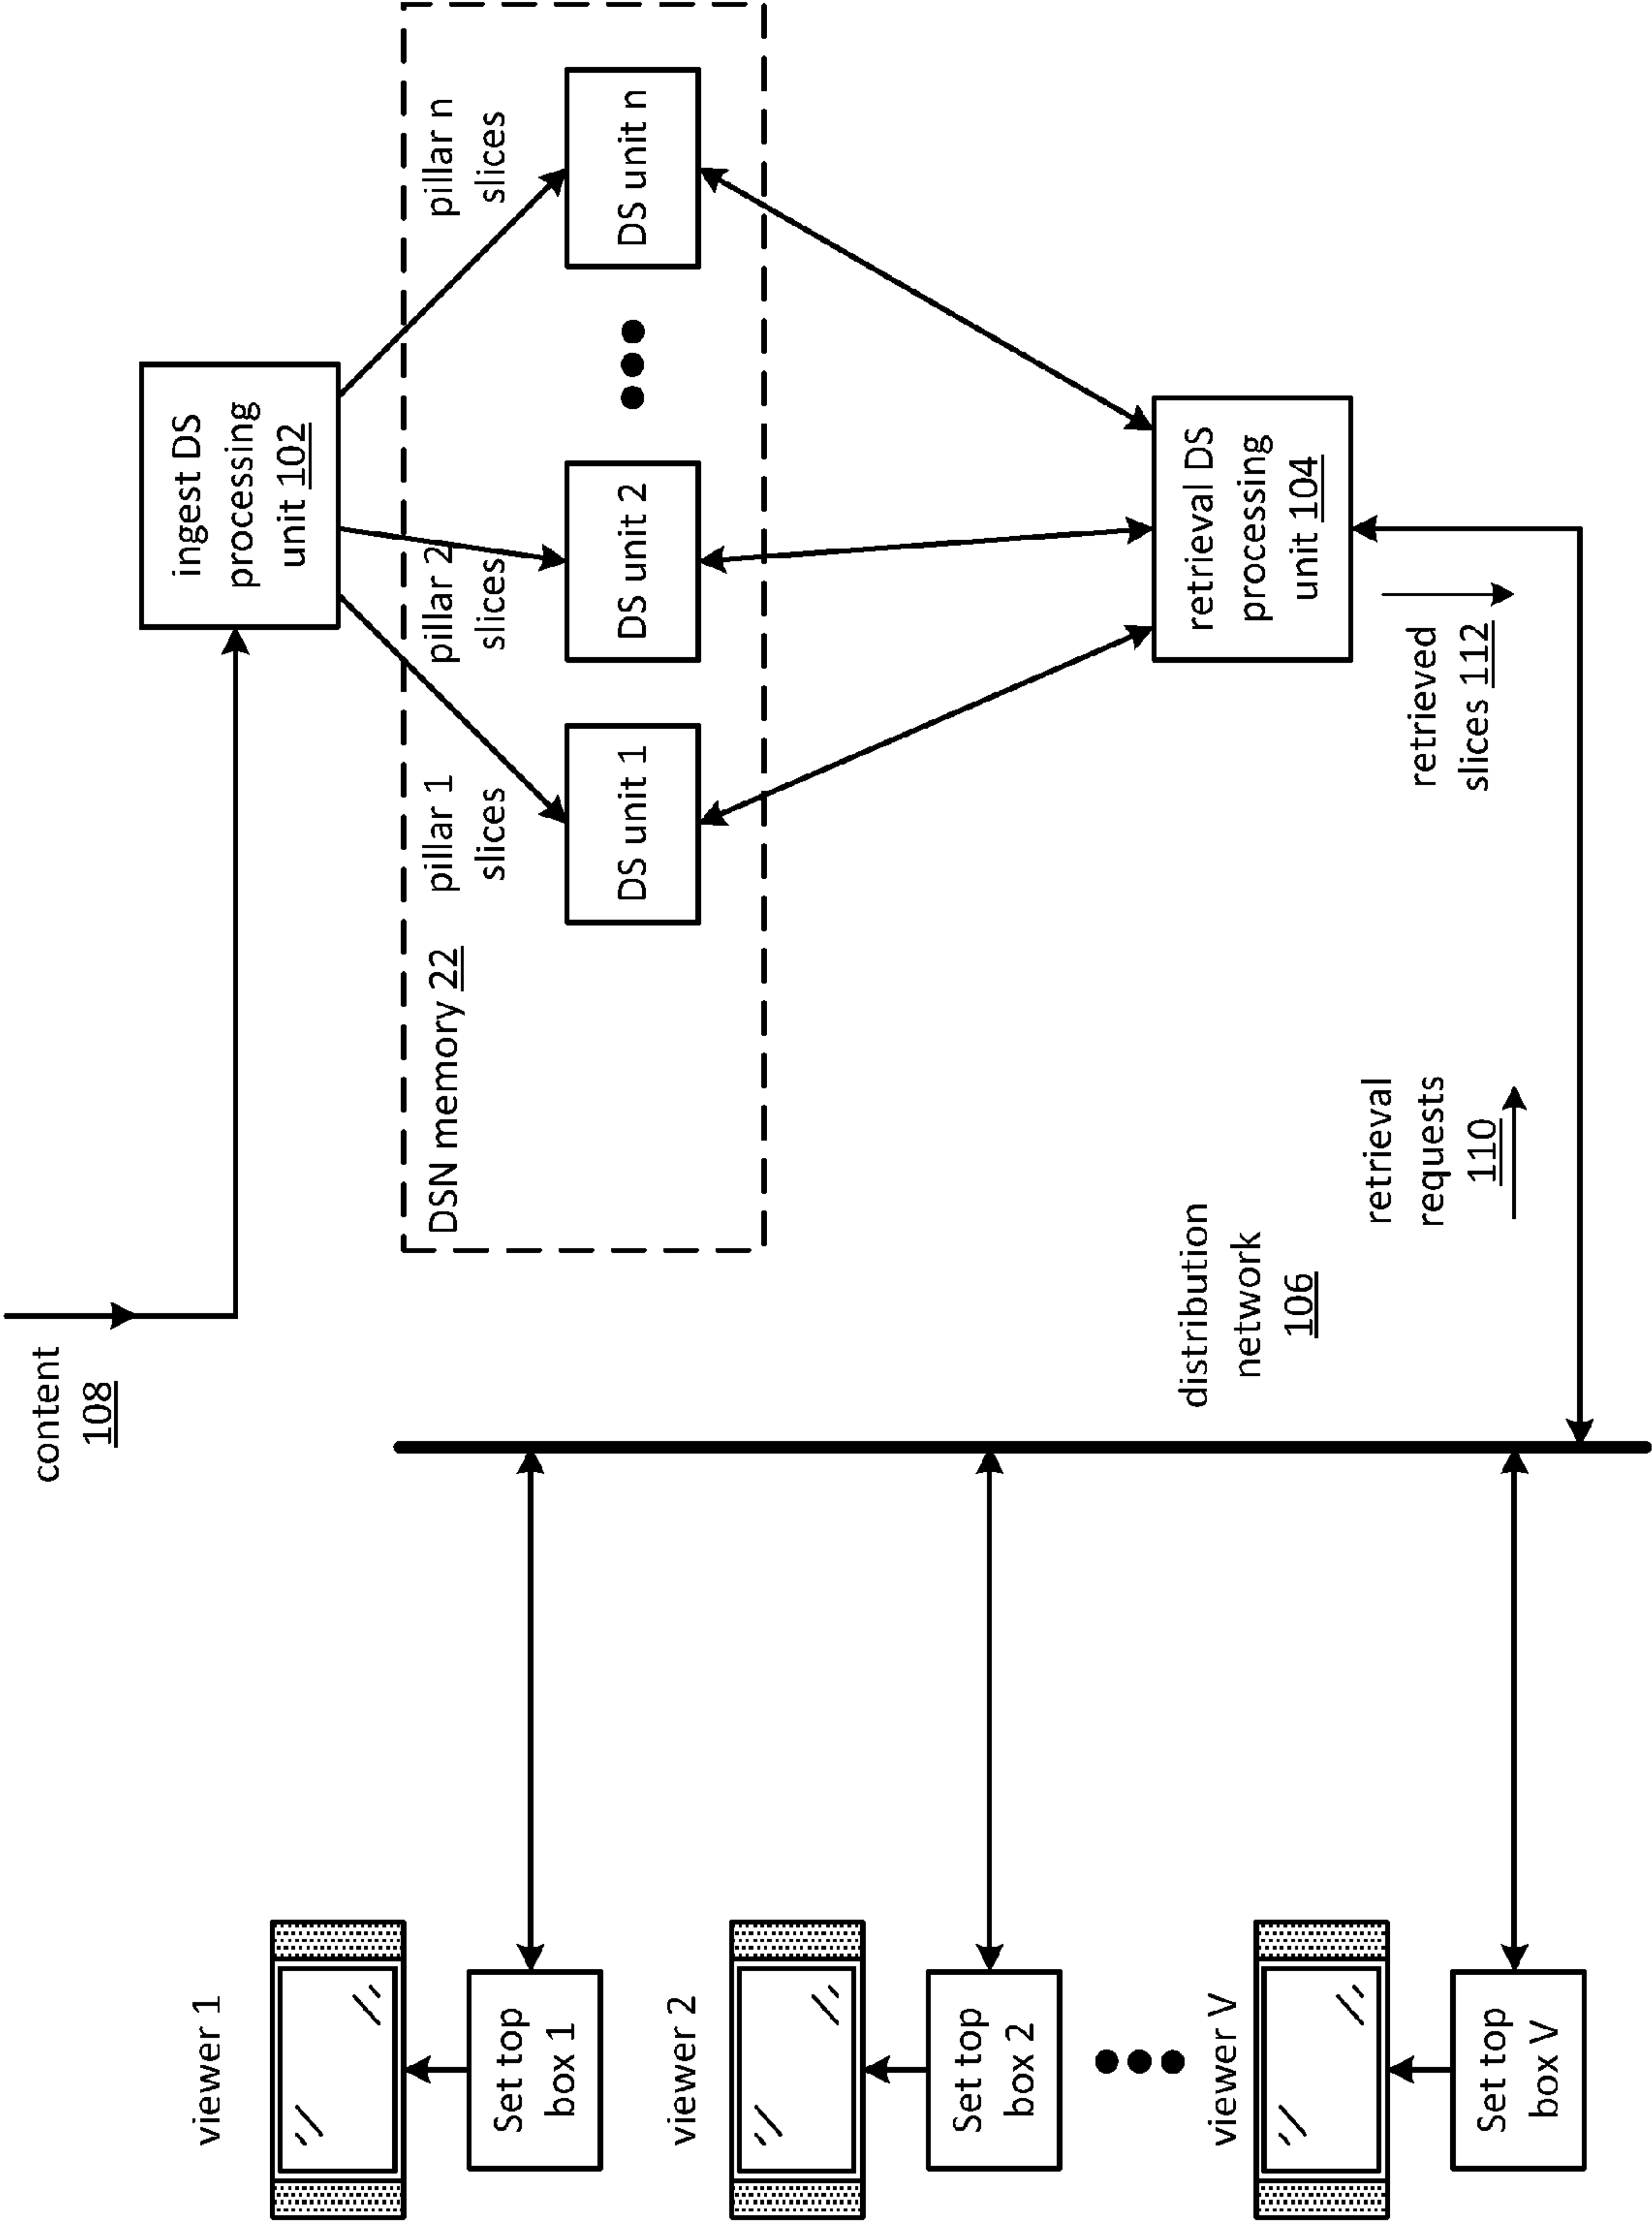 viewer 1
Set top
box 1
viewer 2
Set top
box 2
viewer V
Set top
box V
content
108
distribution
network
106
retrieval
requests
110
retrieved
slices 112
ingest DS
processing
unit 102
DSN memory 22
pillar 1
slices
pillar 2
slices
pillar n
slices
DS unit 1
DS unit 2
DS unit n
retrieval DS
processing
unit 104